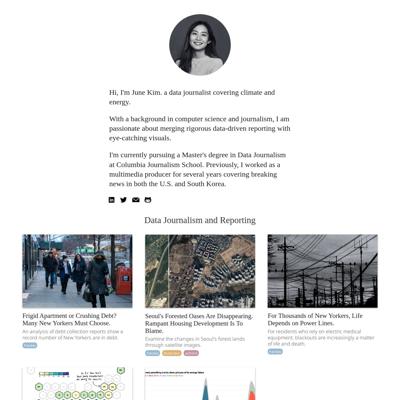 Hi, I'm June Kim. a data journalist covering climate and
energy.
With a background in computer science and journalism, I am
passionate about merging rigorous data-driven reporting with
eye-catching visuals.
I'm currently pursuing a Master's degree in Data Journalism
at Columbia Journalism School. Previously, I worked as a
multimedia producer for several years covering breaking
news in both the U.S. and South Korea.
Data Journalism and Reporting
Frigid Apartment or Crushing Debt?
Many New Yorkers Must Choose.
An analysis of debt collection reports show a
record number of New Yorkers are in debt.
Seoul's Forested Oases Are Disappearing.
Rampant Housing Development Is To
Blame.
Examine the changes in Seoul's forest lands
through satellite images.
For Thousands of New Yorkers, Life
Depends on Power Lines.
For residents who rely on electric medical
equipment, blackouts are increasingly a matter
of life and death.